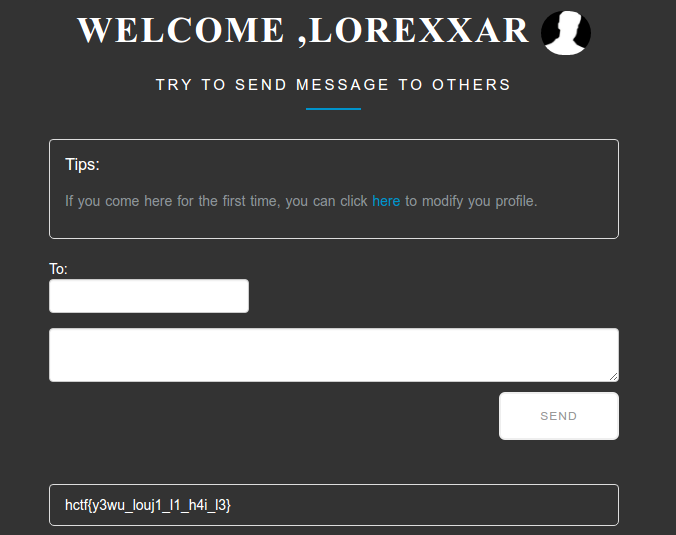 WELCOME ,LOREXXAR
TRY TO SEND MESSAGE TO OTHERS
Tips:
If you come here for the first time, you can click here to modify you profile.
To:
SEND
hctf{y3wu_louj1_l1_h4i_l3}